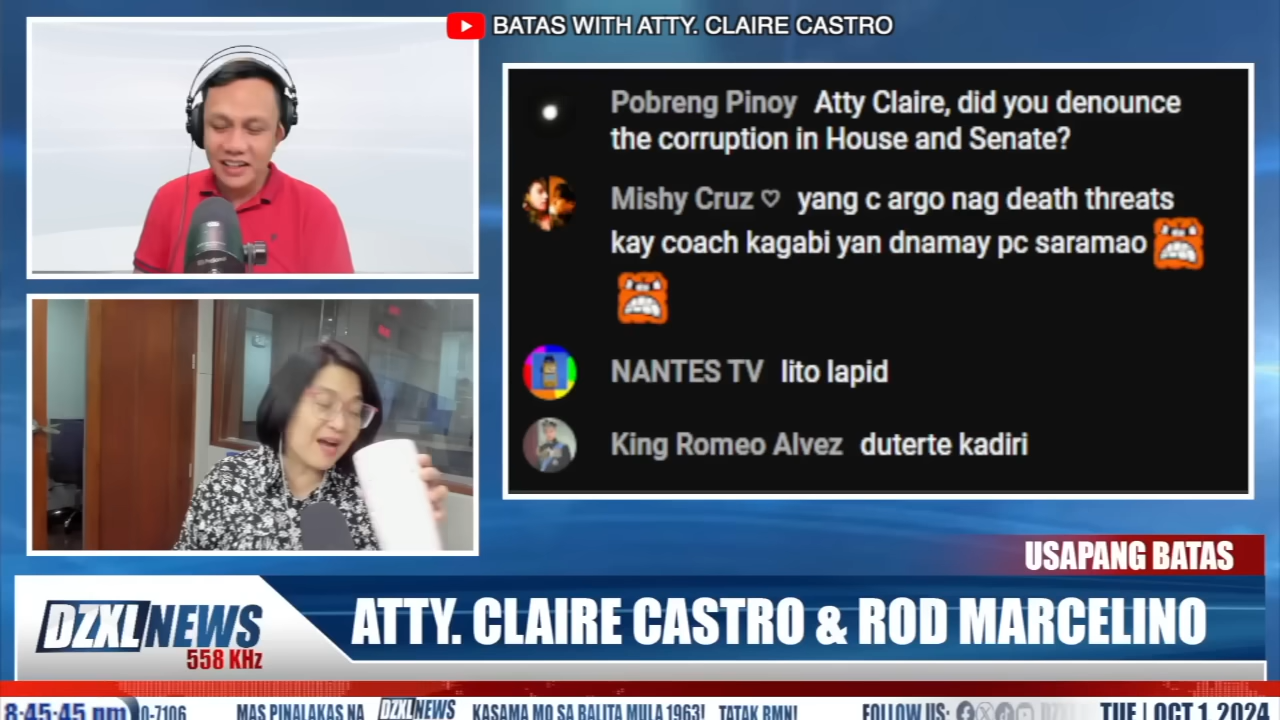 BATAS WITH ATTY. CLAIRE CASTRO
Pobreng Pinoy Atty Claire, did you denounce
the corruption in House and Senate?
Mishy Cruz ♡ yang c argo nag death threats
kay coach kagabi yan dnamay pc saramao
NANTES TV lito lapid
King Romeo Alvez duterte kadiri
USAPANG BATAS
DZXL NEWS
558 KHz
ATTY. CLAIRE CASTRO & ROD MARCELINO
8:45:45 pm 0-7106 MAS PINALAKAS NA DZXL NEWS KASAMA MO SA BALITA MULA 1963! TATAK RMN! FOLLOW US: TUE | OCT 1, 2024